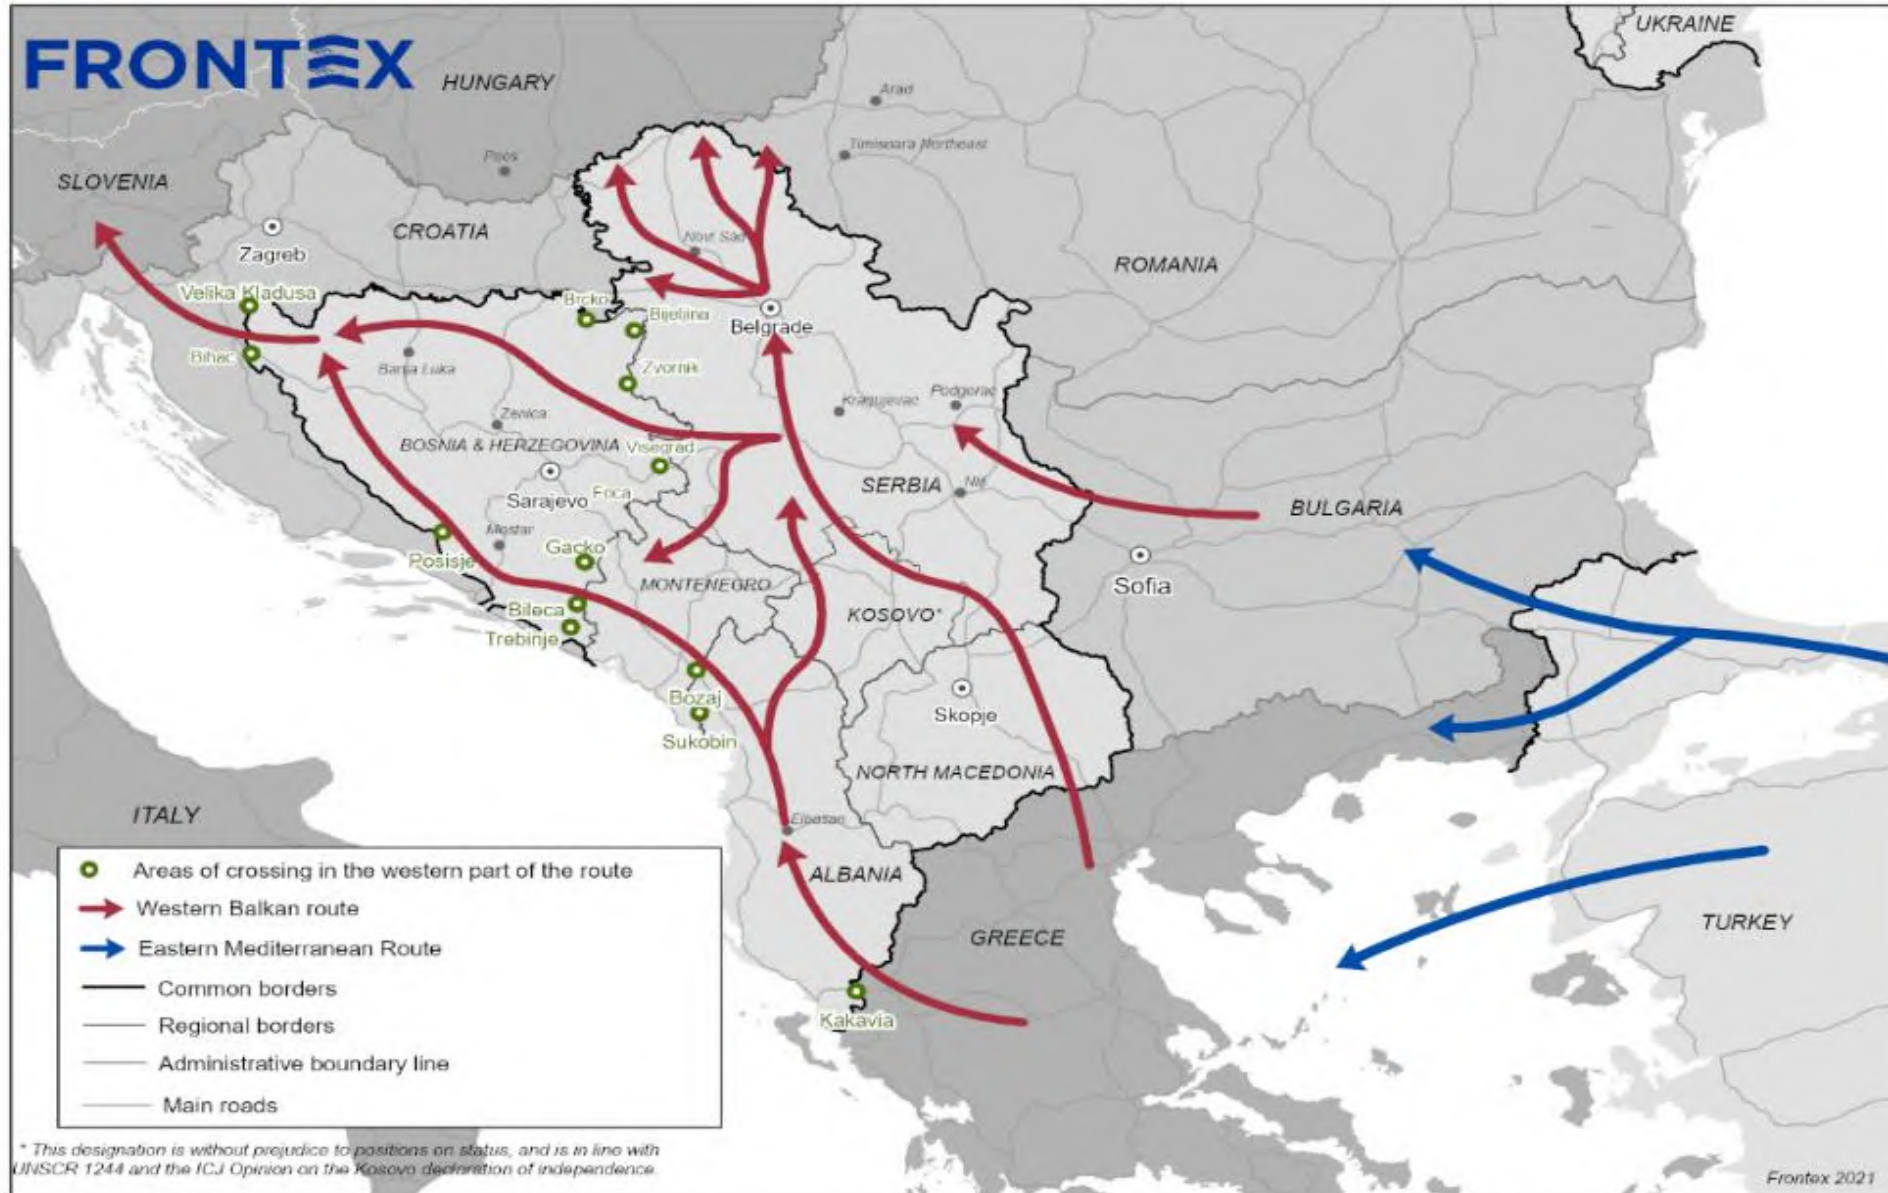 FRONTEX
UKRAINE
HUNGARY
Arad
Timisoara Northeast
Pecs
SLOVENIA
CROATIA
Zagreb
Novi Sad
ROMANIA
Velika Kladusa
Brcko
Bijeljina
Belgrade
Bihac
Banja Luka
Zvornik
Kragujevac
Podgorac
Zenica
BOSNIA & HERZEGOVINA
Visegrad
Sarajevo
Foca
SERBIA
Nis
BULGARIA
Mostar
Posisje
Gacko
MONTENEGRO
Sofia
Bileca
KOSOVO*
Trebinje
Bozaj
Skopje
Sukobin
NORTH MACEDONIA
ITALY
Elbasan
ALBANIA
GREECE
TURKEY
Kakavia
Areas of crossing in the western part of the route
Western Balkan route
Eastern Mediterranean Route
Common borders
Regional borders
Administrative boundary line
Main roads
* This designation is without prejudice to positions on status, and is in line with
UNSCR 1244 and the ICJ Opinion on the Kosovo declaration of independence
Frontex 2021